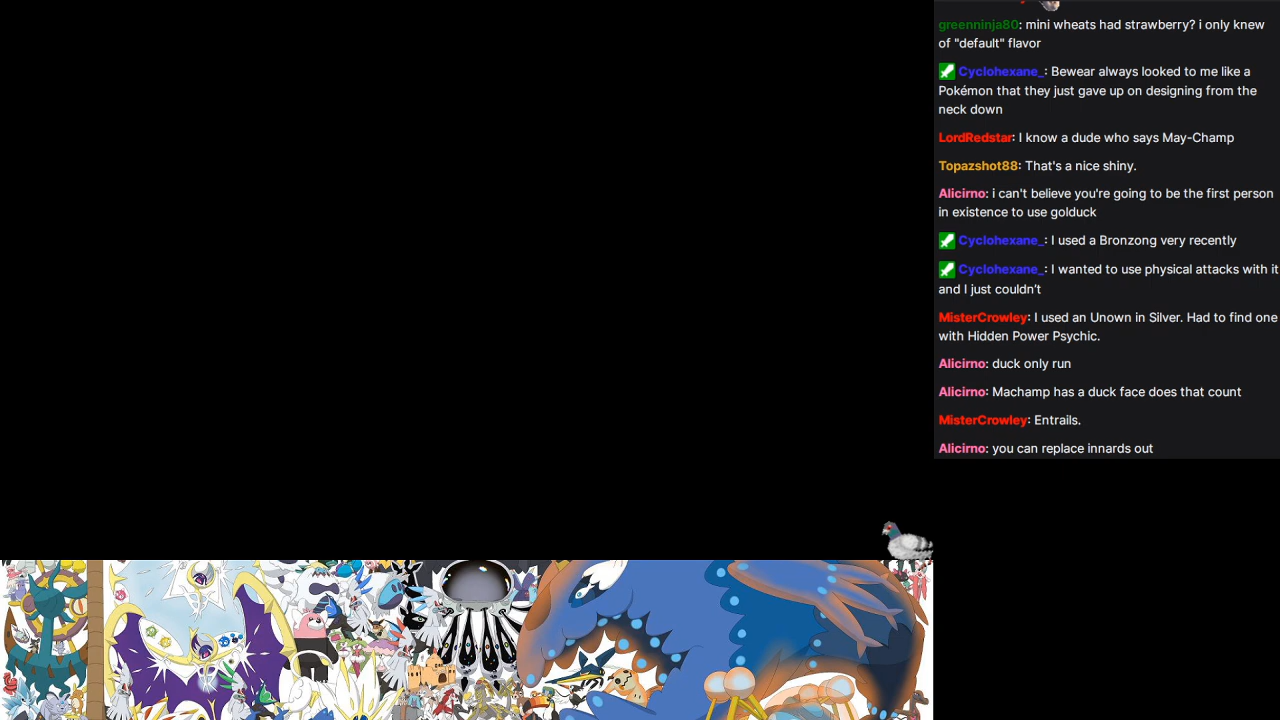 greenninja80: mini wheats had strawberry? i only knew
of "default" flavor
Cyclohexane_: Bewear always looked to me like a
Pokémon that they just gave up on designing from the
neck down
LordRedstar: I know a dude who says May-Champ
Topazshot88: That's a nice shiny.
Alicirno: i can't believe you're going to be the first person
in existence to use golduck
Cyclohexane_: I used a Bronzong very recently
Cyclohexane_: I wanted to use physical attacks with it
and I just couldn't
MisterCrowley: I used an Unown in Silver. Had to find one
with Hidden Power Psychic.
Alicirno: duck only run
Alicirno: Machamp has a duck face does that count
MisterCrowley: Entrails.
Alicirno: you can replace innards out